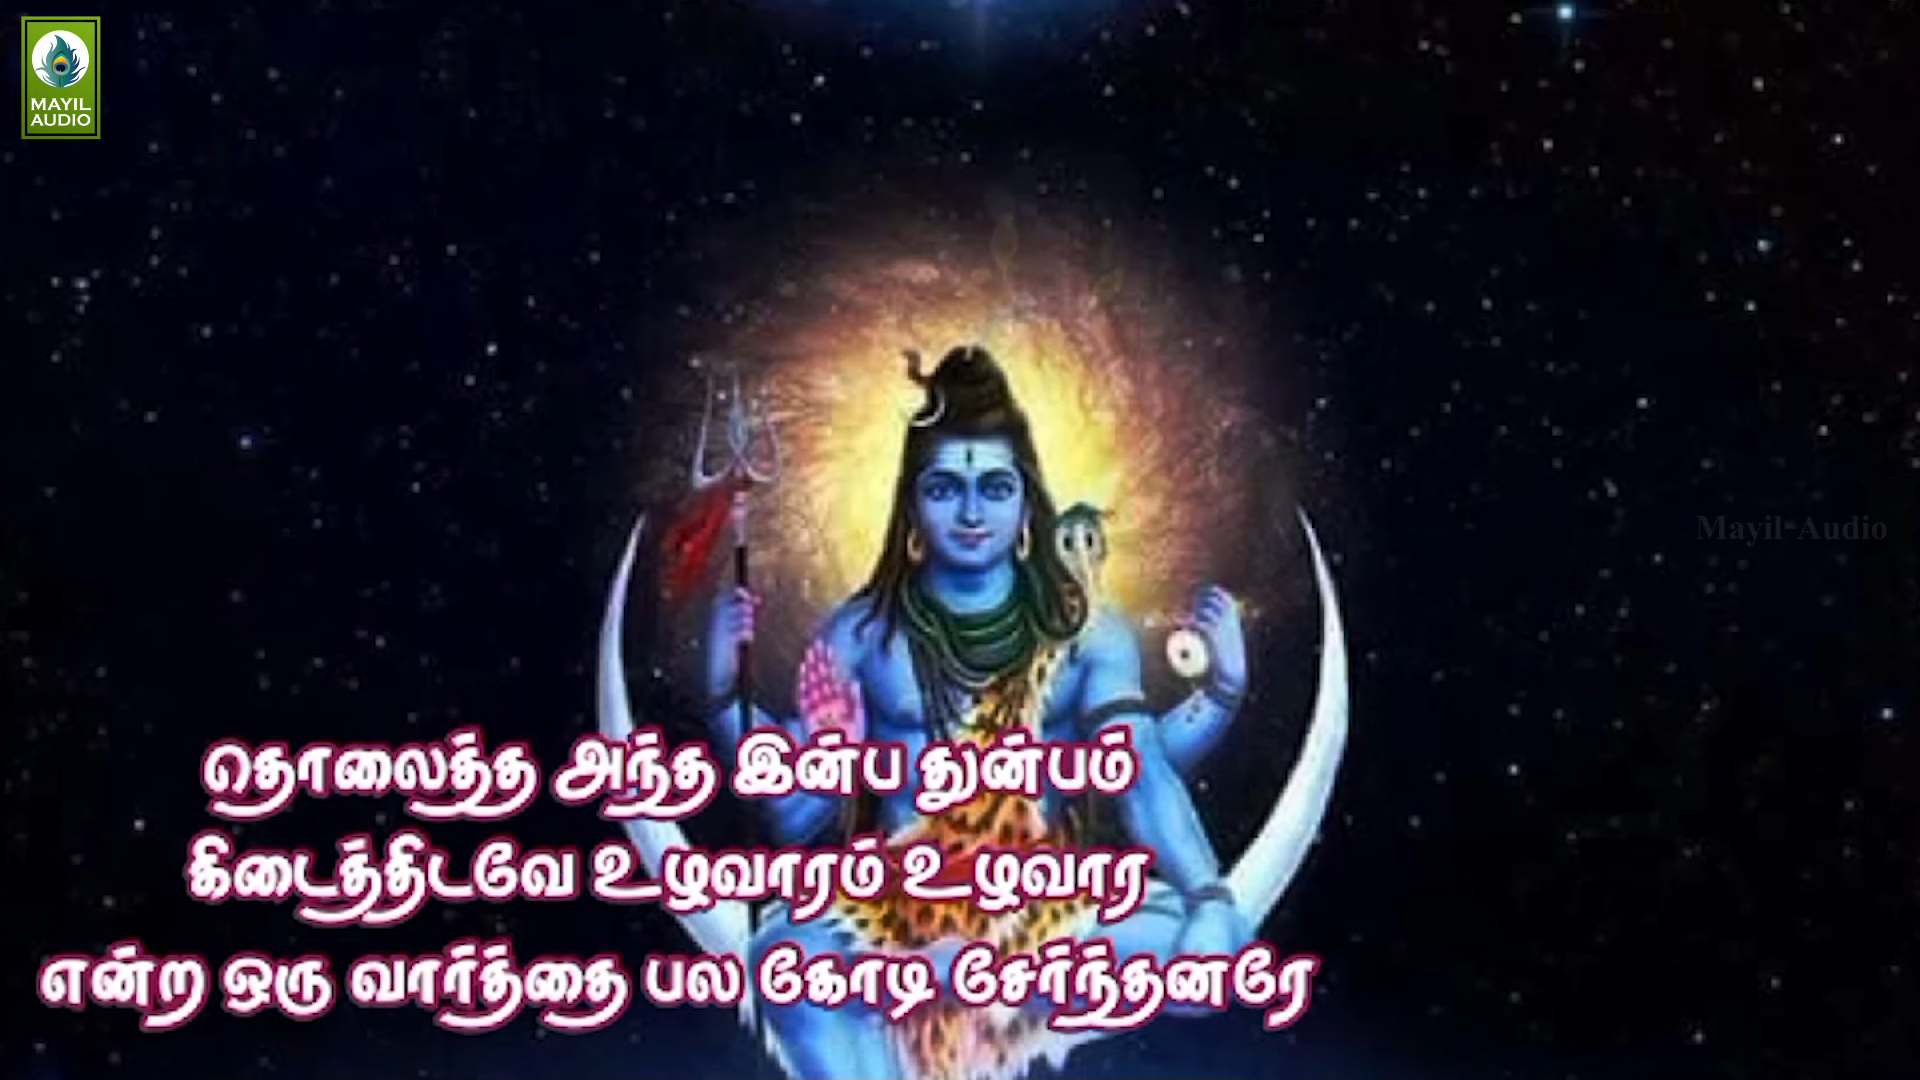 MAYIL
AUDIO
Mayil-Audio
தொலைத்த அந்த இன்ப துன்பம்
கிடைத்திடவே உழவாரம் உழவார
என்ற ஒரு வார்த்தை பல கோடி சேர்ந்தனரே